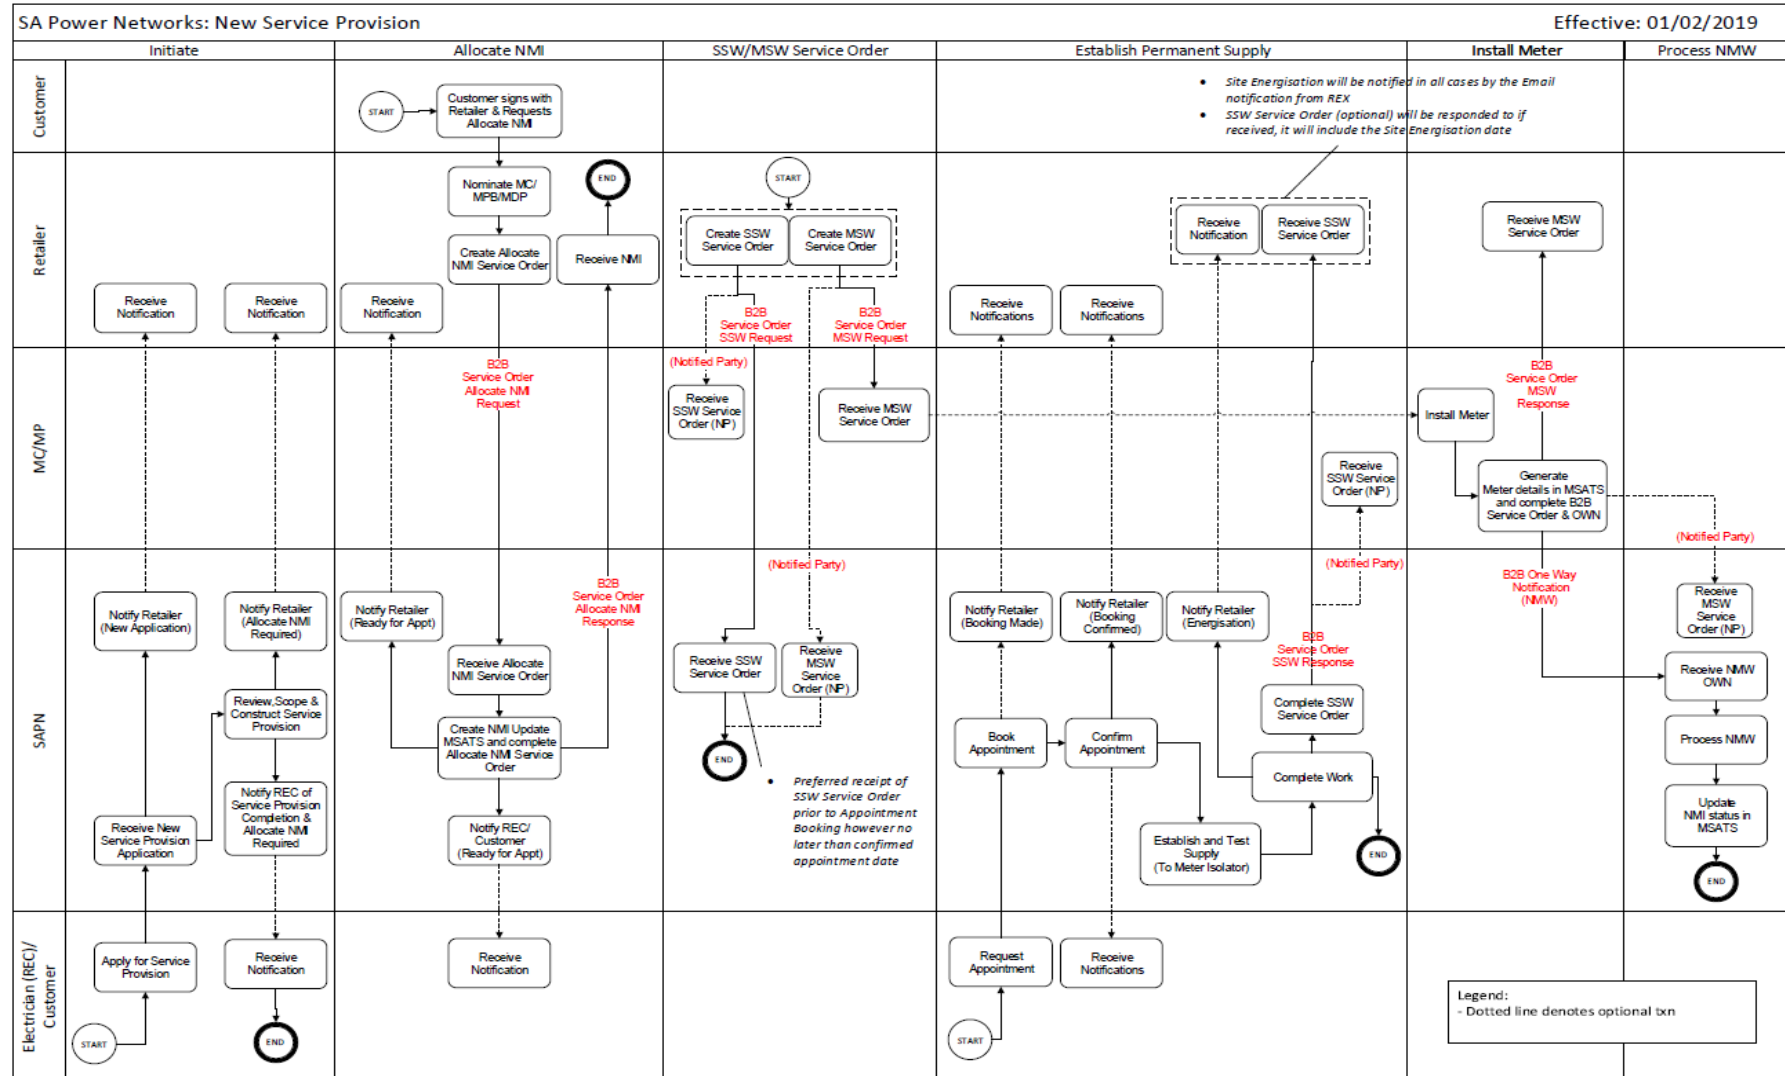 SA Power Networks: New Service Provision
Effective: 01/02/2019
Initiate
Allocate NMI
SSW/MSW Service Order
Establish Permanent Supply
Install Meter
Process NMW
Customer
START
Customer signs with
Retailer & Requests
Allocate NMI
• Site Energisation will be notified in all cases by the Email
notification from REX
• SSW Service Order (optional) will be responded to if
received, it will include the Site Energisation date
Retailer
Nominate MC/
MPB/MDP
END
START
Create Allocate
NMI Service Order
Receive NMI
Create SSW
Service Order
Create MSW
Service Order
Receive
Notification
Receive SSW
Service Order
Receive MSW
Service Order
Receive
Notification
Receive
Notification
Receive
Notification
B2B
Service Order
SSW Request
B2B
Service Order
MSW Request
Receive
Notifications
Receive
Notifications
MC/MP
B2B
Service Order
Allocate NMI
Request
(Notified Party)
Receive
SSW Service
Order (NP)
Receive MSW
Service Order
Install Meter
B2B
Service Order
MSW
Response
Receive
SSW Service
Order (NP)
Generate
Meter details in MSATS
and complete B2B
Service Order & OWN
(Notified Party)
SAPN
Notify Retailer
(New Application)
Notify Retailer
(Allocate NMI
Required)
Notify Retailer
(Ready for Appt)
B2B
Service Order
Allocate NMI
Response
(Notified Party)
Notify Retailer
(Booking Made)
Notify Retailer
(Booking
Confirmed)
Notify Retailer
(Energisation)
(Notified Party)
B2B One Way
Notification
(NMW)
Receive
MSW
Service
Order (NP)
Receive Allocate
NMI Service Order
Receive SSW
Service Order
Receive
MSW
Service
Order (NP)
B2B
Service Order
SSW Response
Receive NMW
OWN
Review,Scope &
Construct Service
Provision
Create NMI Update
MSATS and complete
Allocate NMI Service
Order
END
Book
Appointment
Confirm
Appointment
Complete SSW
Service Order
Process NMW
• Preferred receipt of
SSW Service Order
prior to Appointment
Booking however no
later than confirmed
appointment date
Complete Work
Receive New
Service Provision
Application
Notify REC of
Service Provision
Completion &
Allocate NMI
Required
Notify REC/
Customer
(Ready for Appt)
Establish and Test
Supply
(To Meter Isolator)
END
Update
NMI status in
MSATS
END
Electrician (REC)/
Customer
Apply for Service
Provision
Receive
Notification
Receive
Notification
Request
Appointment
Receive
Notifications
START
END
START
Legend:
- Dotted line denotes optional txn